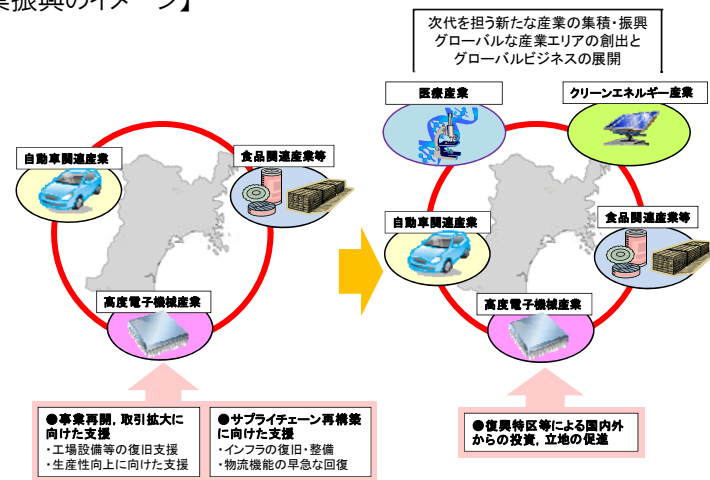 業振興のイメージ】
次代を担う新たな産業の集積・振興
グローバルな産業エリアの創出と
グローバルビジネスの展開
自動車関連産業
食品関連産業等
高度電子機械産業
医療産業
クリーンエネルギー産業
自動車関連産業
食品関連産業等
高度電子機械産業
●事業再開，取引拡大に
向けた支援
・工場設備等の復旧支援
・生産性向上に向けた支援
●サプライチェーン再構築
に向けた支援
・インフラの復旧・整備
・物流機能の早急な回復
●復興特区等による国内外
からの投資，立地の促進